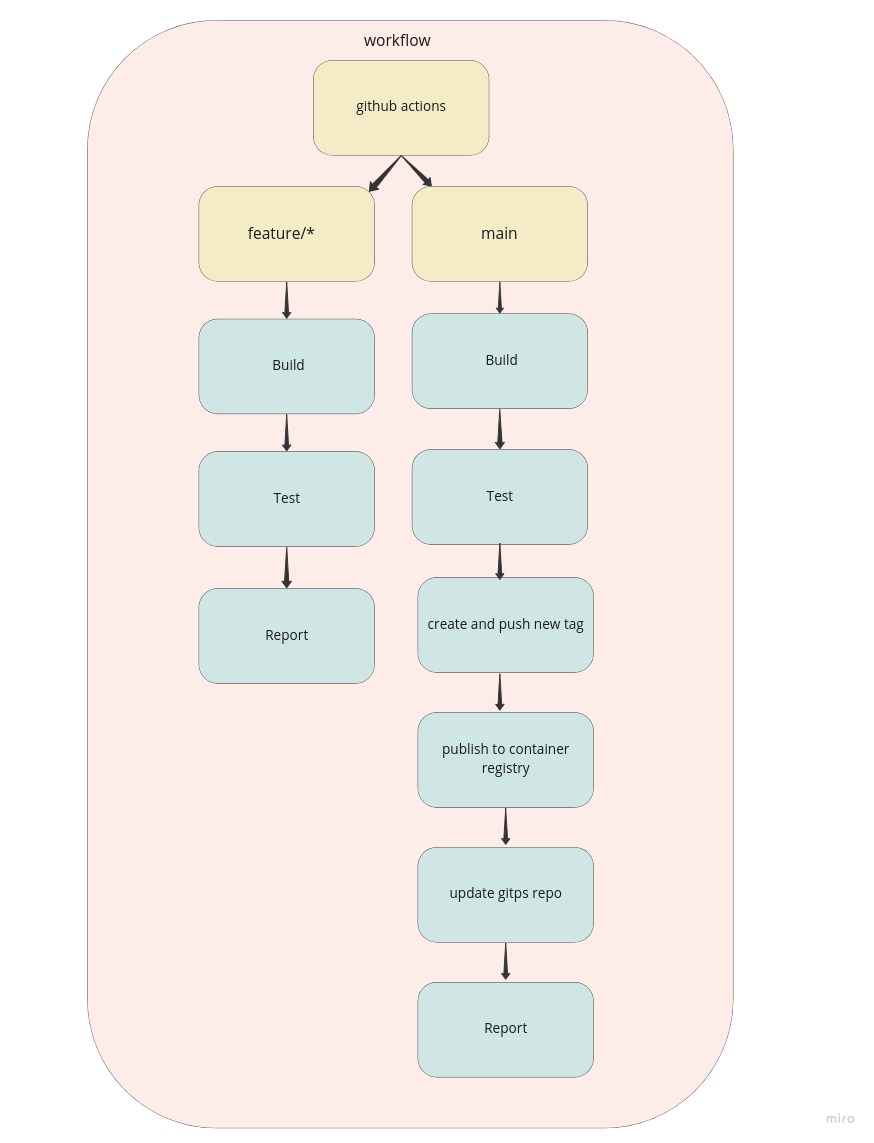 workflow
github actions
feature/*
main
Build
Build
Test
Test
Report
create and push new tag
publish to container
registry
update gitps repo
Report
miro